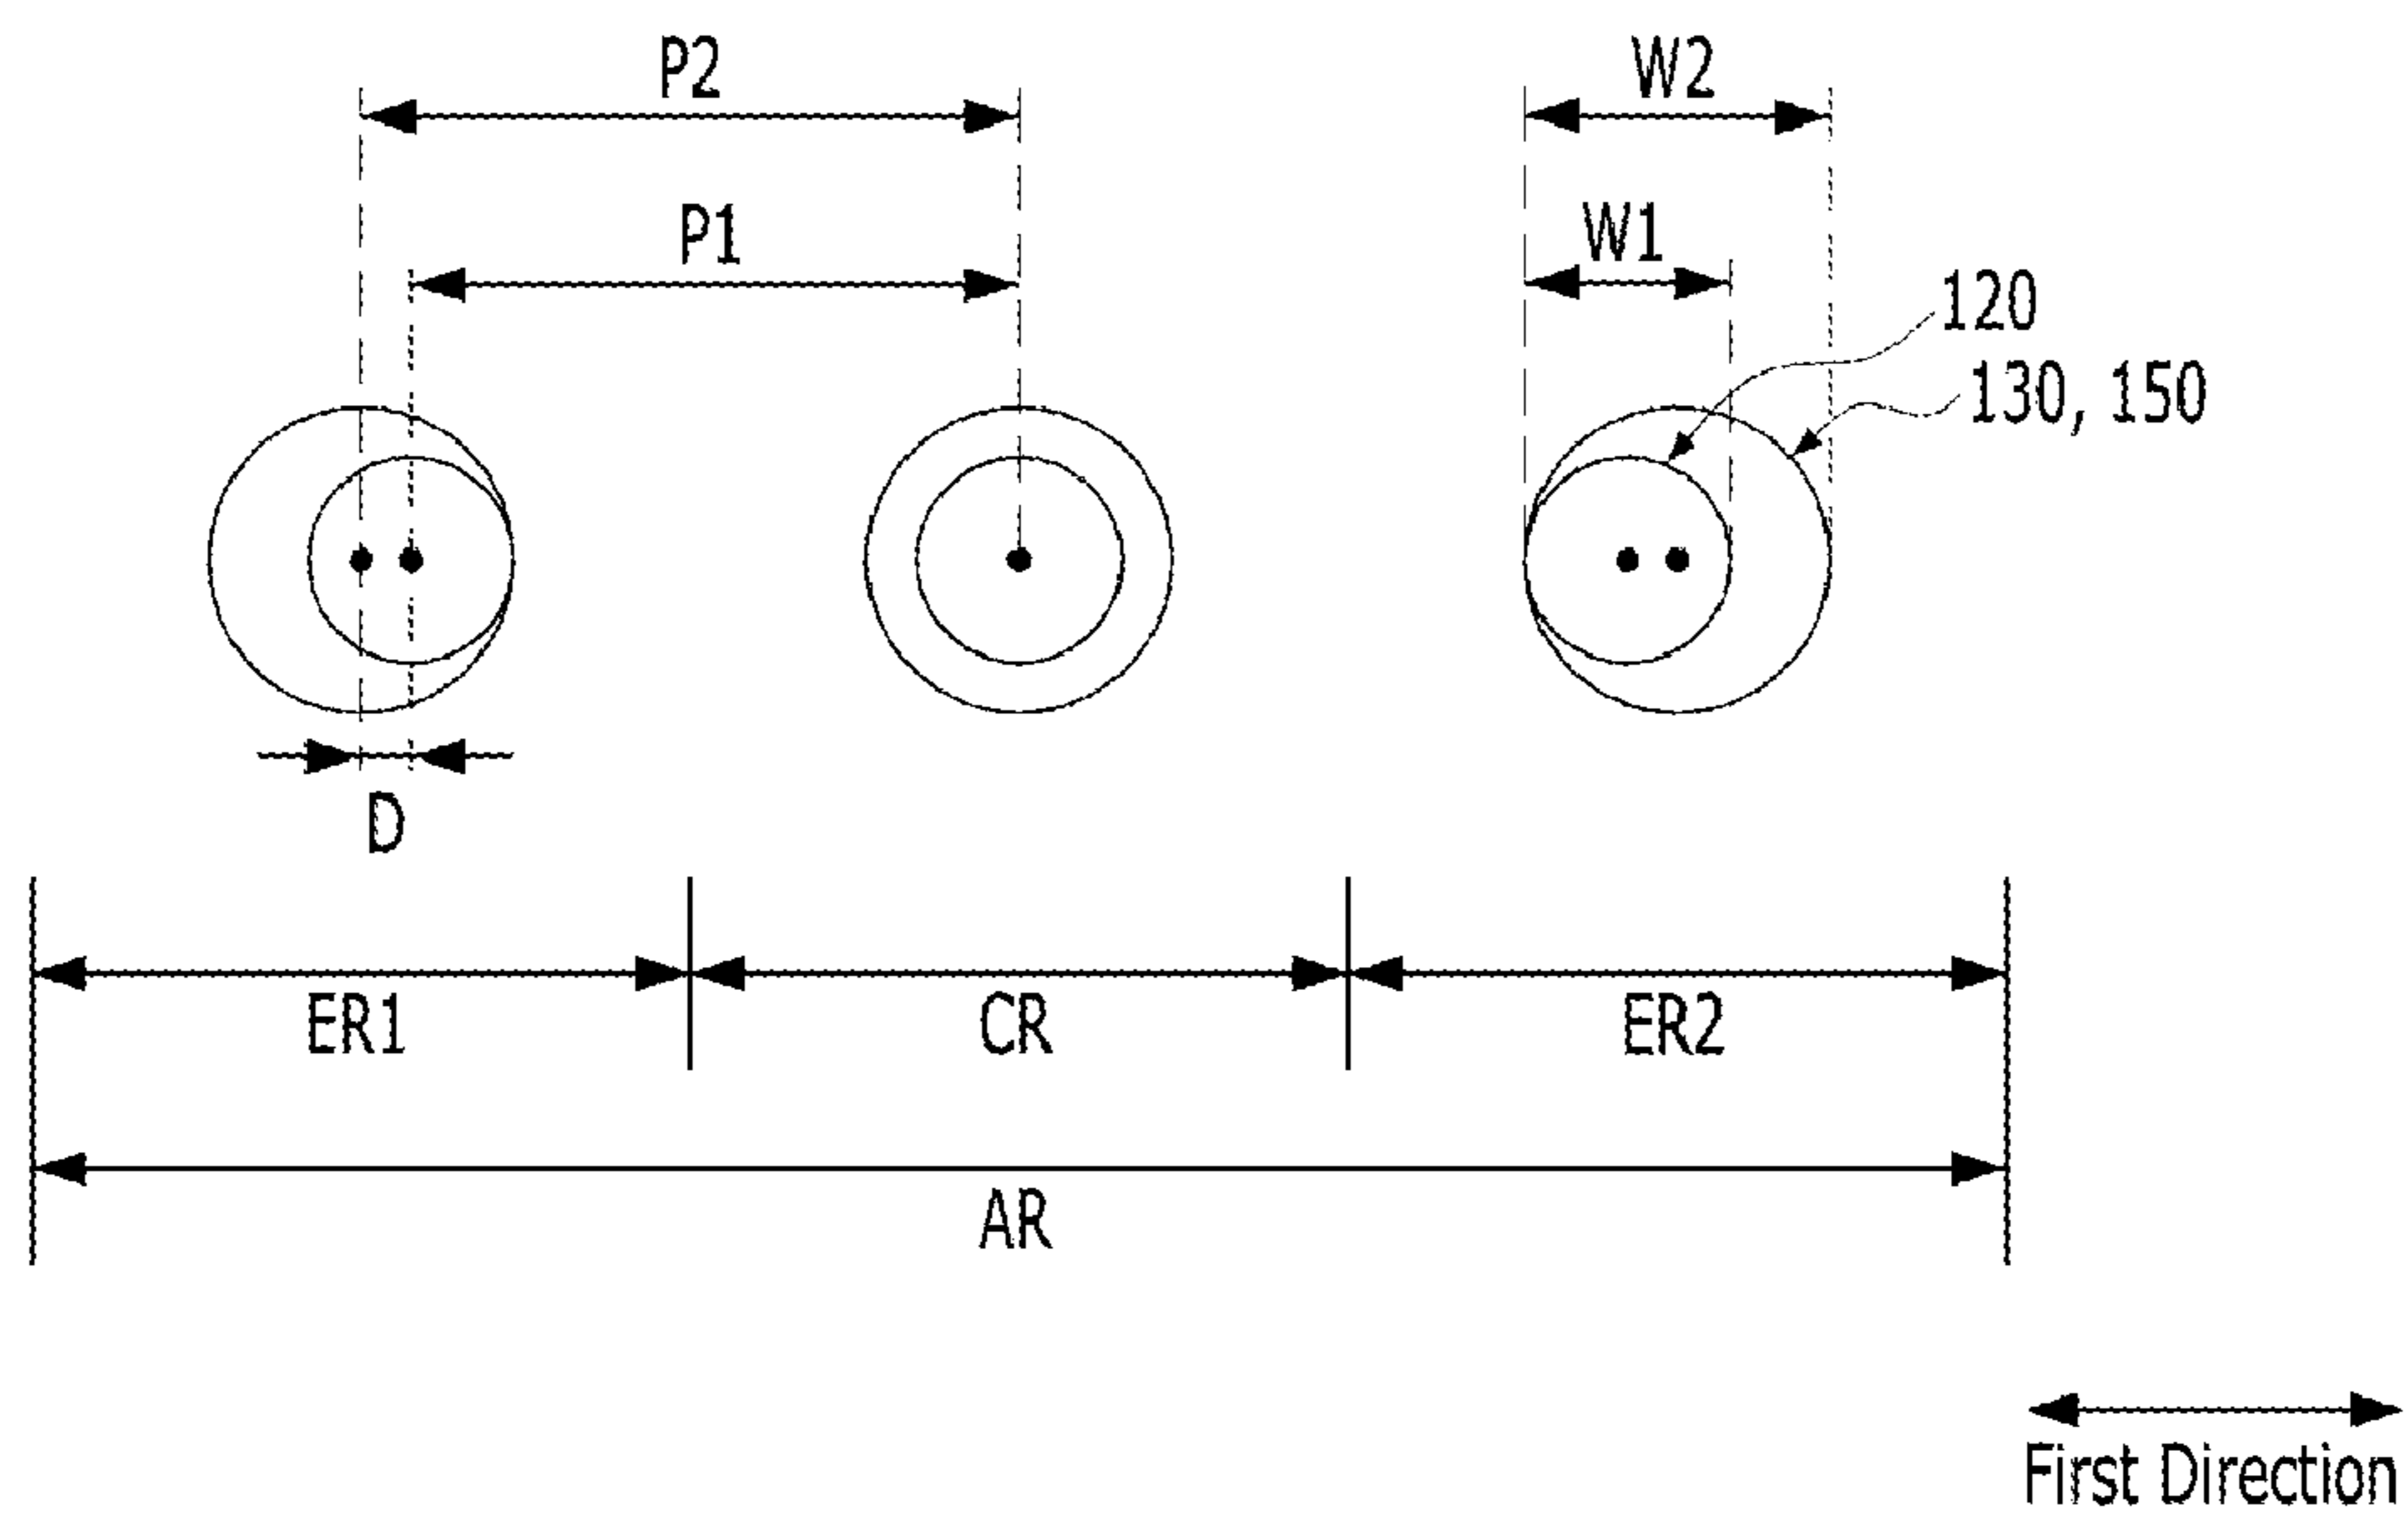 P2
W2
P1
W1
120
130, 150
D
ER1
CR
ER2
AR
First Direction